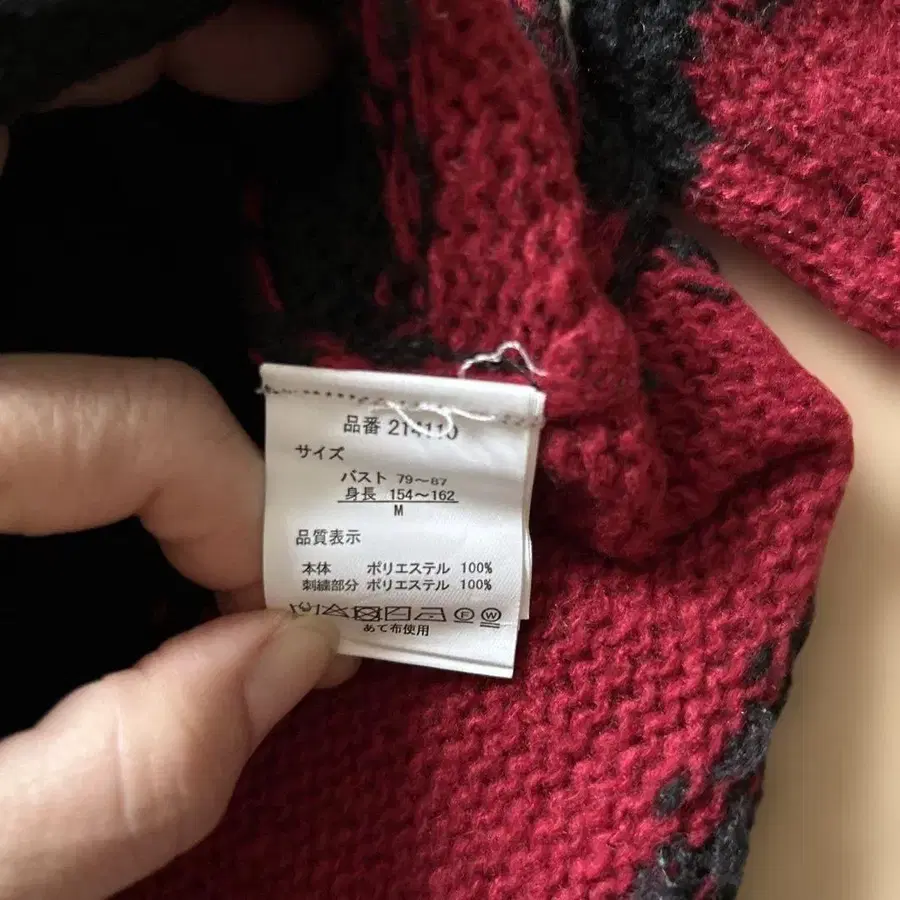 品番 214110
サイズ
バスト 79～87
身長 154～162
M
品質表示
本体 ポリエステル 100%
刺繍部分 ポリエステル 100%
P W
あて布使用